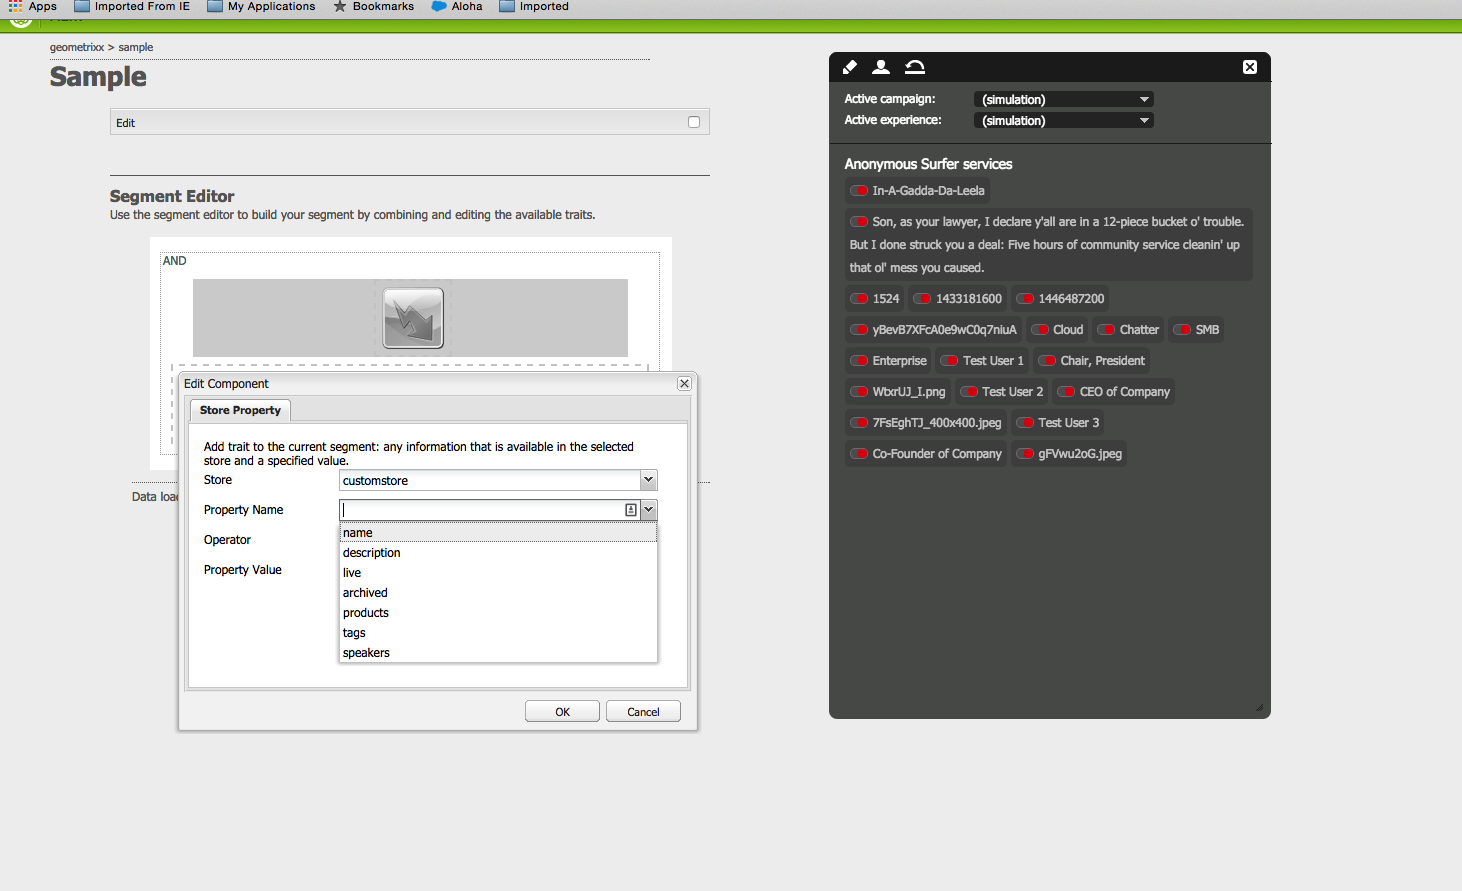 Apps Imported From IE My Applications Bookmarks Aloha Imported
geometrixx > sample
Sample
Edit
Segment Editor
Use the segment editor to build your segment by combining and editing the available traits.
AND
Edit Component
Store Property
Add trait to the current segment: any information that is available in the selected
store and a specified value.
Store customstore
Property Name
name
Operator
description
Property Value
live
archived
products
tags
speakers
OK Cancel
Data loa
Active campaign: (simulation)
Active experience: (simulation)
Anonymous Surfer services
In-A-Gadda-Da-Leela
Son, as your lawyer, I declare y'all are in a 12-piece bucket o' trouble.
But I done struck you a deal: Five hours of community service cleanin' up
that ol' mess you caused.
1524 1433181600 1446487200
yBevB7XFcA0e9wC0q7niuA Cloud Chatter SMB
Enterprise Test User 1 Chair, President
WtxrUJ_I.png Test User 2 CEO of Company
7FsEghTJ_400x400.jpeg Test User 3
Co-Founder of Company gFVwu2oG.jpeg